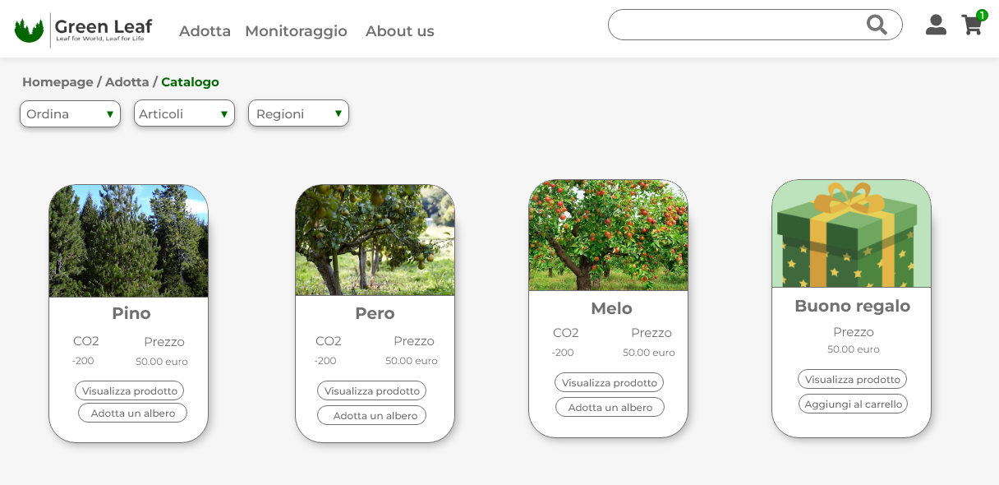 Green Leaf
Leaf for World, Leaf for Life
Adotta Monitoraggio About us
1
Homepage / Adotta / Catalogo
Ordina ▼ Articoli ▼ Regioni ▼
Pino
CO2 Prezzo
-200 50.00 euro
Visualizza prodotto
Adotta un albero
Pero
CO2 Prezzo
-200 50.00 euro
Visualizza prodotto
Adotta un albero
Melo
CO2 Prezzo
-200 50.00 euro
Visualizza prodotto
Adotta un albero
Buono regalo
Prezzo
50.00 euro
Visualizza prodotto
Aggiungi al carrello